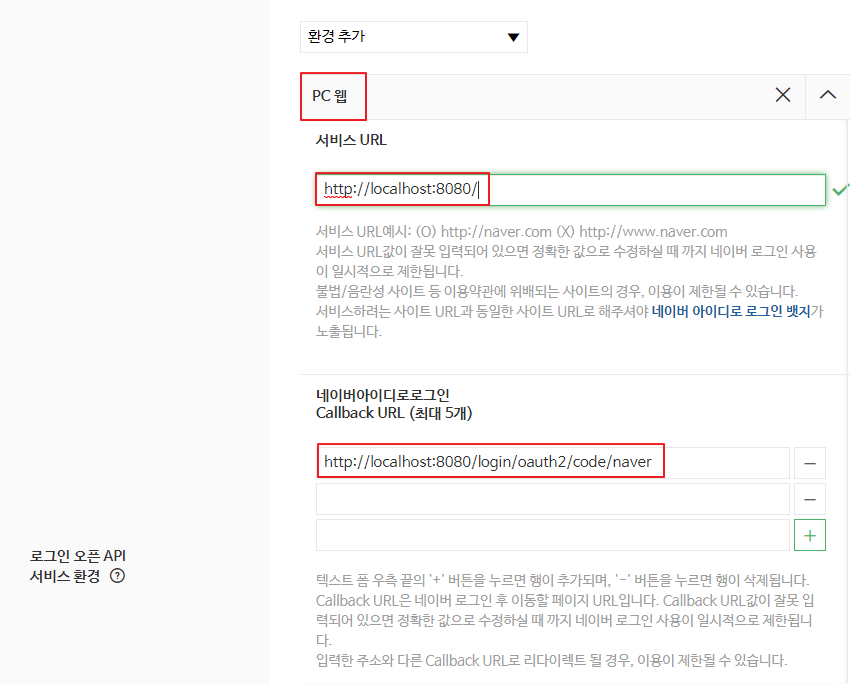 환경 추가
PC 웹
서비스 URL
http://localhost:8080/
서비스 URL예시: (O) http://naver.com (X) http://www.naver.com
서비스 URL값이 잘못 입력되어 있으면 정확한 값으로 수정하실 때 까지 네이버 로그인 사용
이 일시적으로 제한됩니다.
불법/음란성 사이트 등 이용약관에 위배되는 사이트의 경우, 이용이 제한될 수 있습니다.
서비스하려는 사이트 URL과 동일한 사이트 URL로 해주셔야 네이버 아이디로 로그인 뱃지가
노출됩니다.
네이버아이디로로그인
Callback URL (최대 5개)
http://localhost:8080/login/oauth2/code/naver
로그인 오픈 API
서비스 환경 ?
텍스트 폼 우측 끝의 '+' 버튼을 누르면 행이 추가되며, '-' 버튼을 누르면 행이 삭제됩니다.
Callback URL은 네이버 로그인 후 이동할 페이지 URL입니다. Callback URL값이 잘못 입
력되어 있으면 정확한 값으로 수정하실 때 까지 네이버 로그인 사용이 일시적으로 제한됩니
다.
입력한 주소와 다른 Callback URL로 리다이렉트 될 경우, 이용이 제한될 수 있습니다.